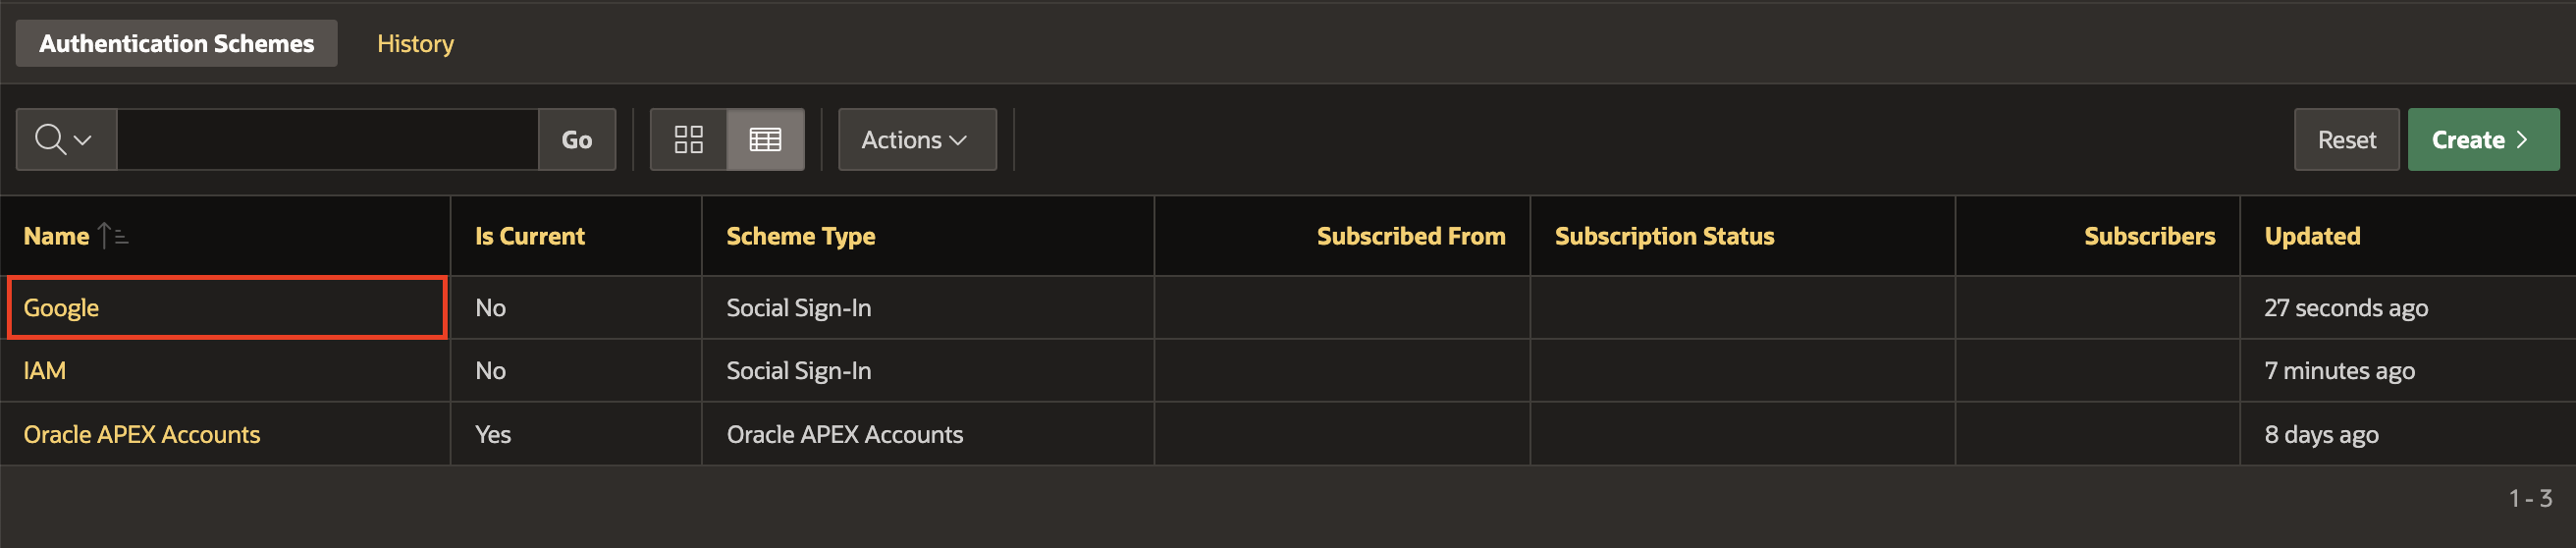 Authentication Schemes History
Go Actions Reset Create
Name Is Current Scheme Type Subscribed From Subscription Status Subscribers Updated
Google No Social Sign-In 27 seconds ago
IAM No Social Sign-In 7 minutes ago
Oracle APEX Accounts Yes Oracle APEX Accounts 8 days ago
1 - 3